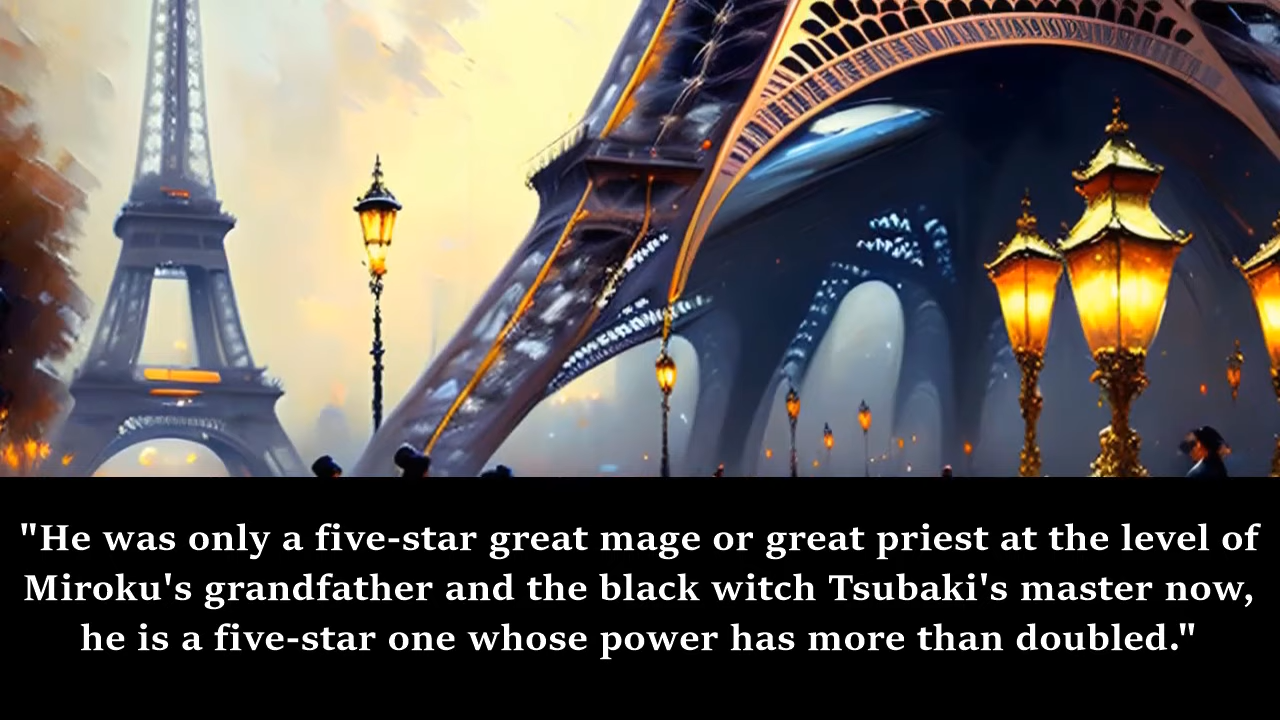 "He was only a five-star great mage or great priest at the level of
Miroku's grandfather and the black witch Tsubaki's master now,
he is a five-star one whose power has more than doubled."